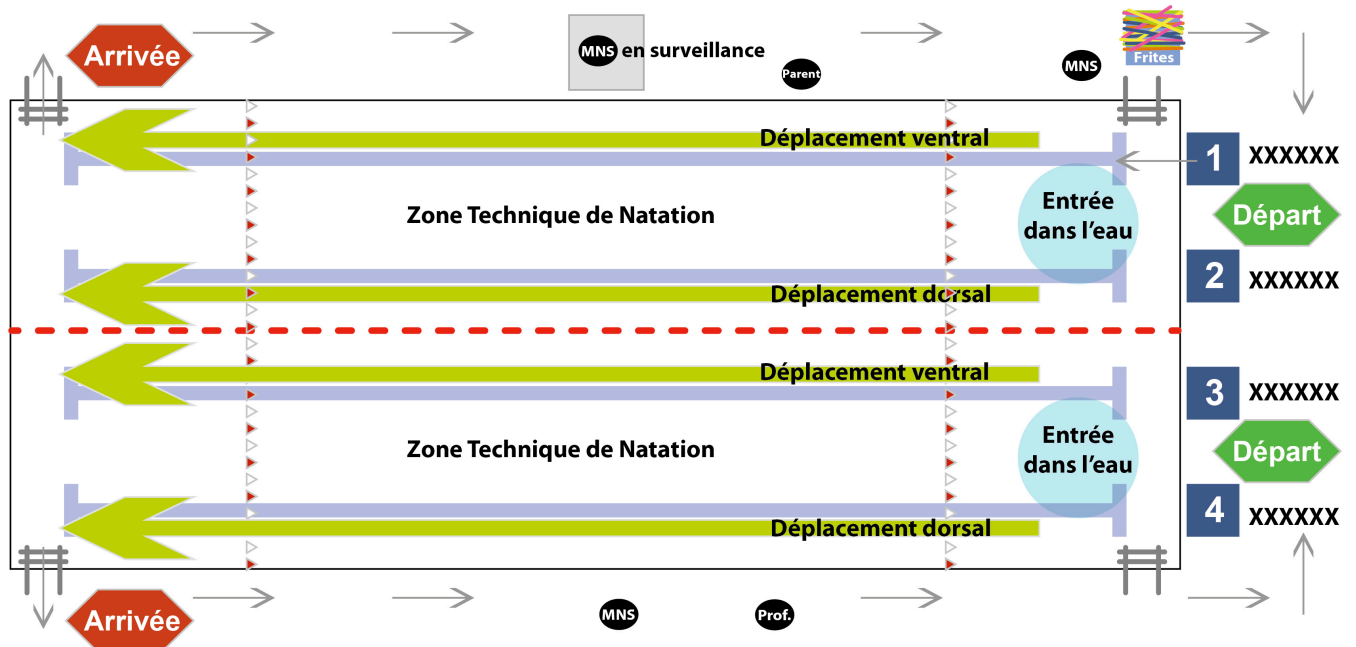 Arrivée
MNS en surveillance
Parent
MNS
Frites
Déplacement ventral
1 XXXXXX
Zone Technique de Natation
Entrée
dans l’eau
Départ
Déplacement dorsal
2 XXXXXX
Déplacement ventral
3 XXXXXX
Zone Technique de Natation
Entrée
dans l’eau
Départ
Déplacement dorsal
4 XXXXXX
Arrivée
MNS
Prof.